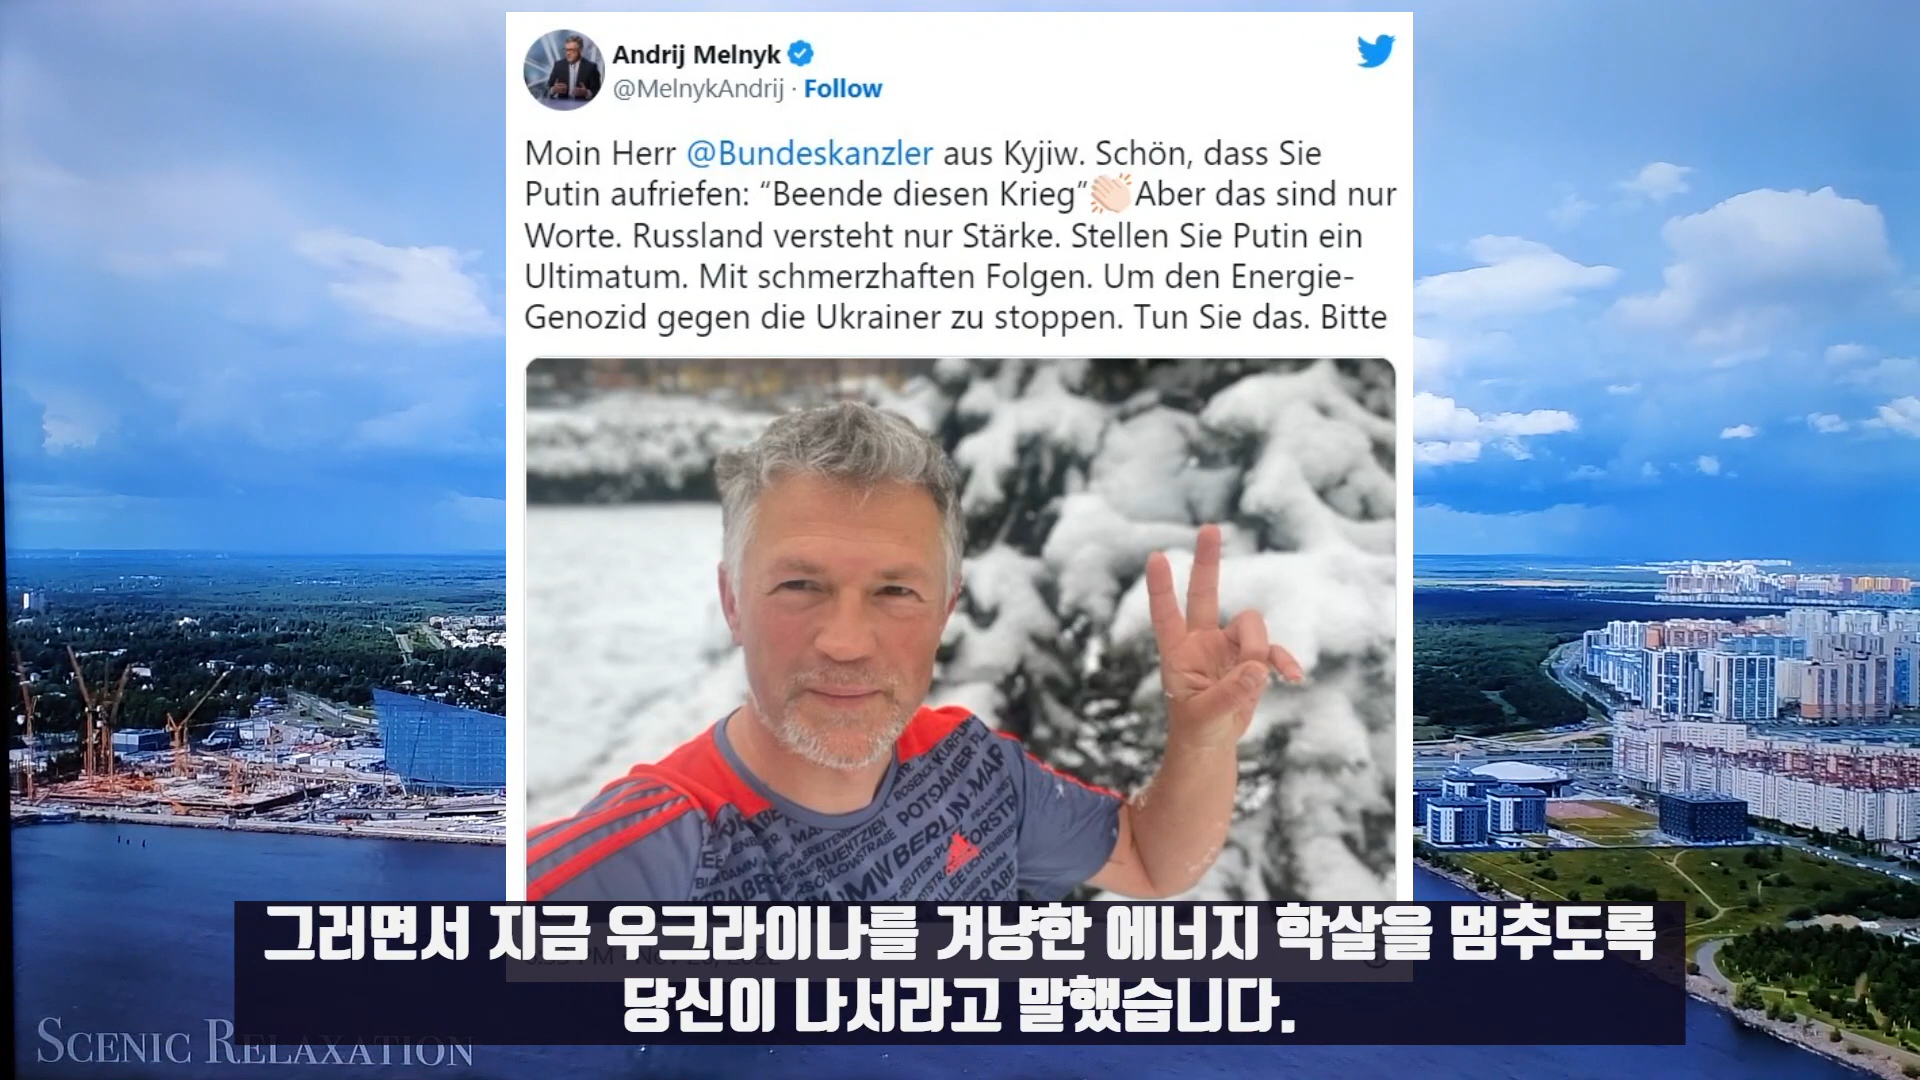 Andrij Melnyk
@MelnykAndrij · Follow
Moin Herr @Bundeskanzler aus Kyjiw. Schön, dass Sie
Putin aufriefen: “Beende diesen Krieg”👏🏻Aber das sind nur
Worte. Russland versteht nur Stärke. Stellen Sie Putin ein
Ultimatum. Mit schmerzhaften Folgen. Um den Energie-
Genozid gegen die Ukrainer zu stoppen. Tun Sie das. Bitte
POTSDAMER PL
BERLIN-MAR
그러면서 지금 우크라이나를 겨냥한 에너지 학살을 멈추도록
당신이 나서라고 말했습니다.
SCENIC RELAXATION